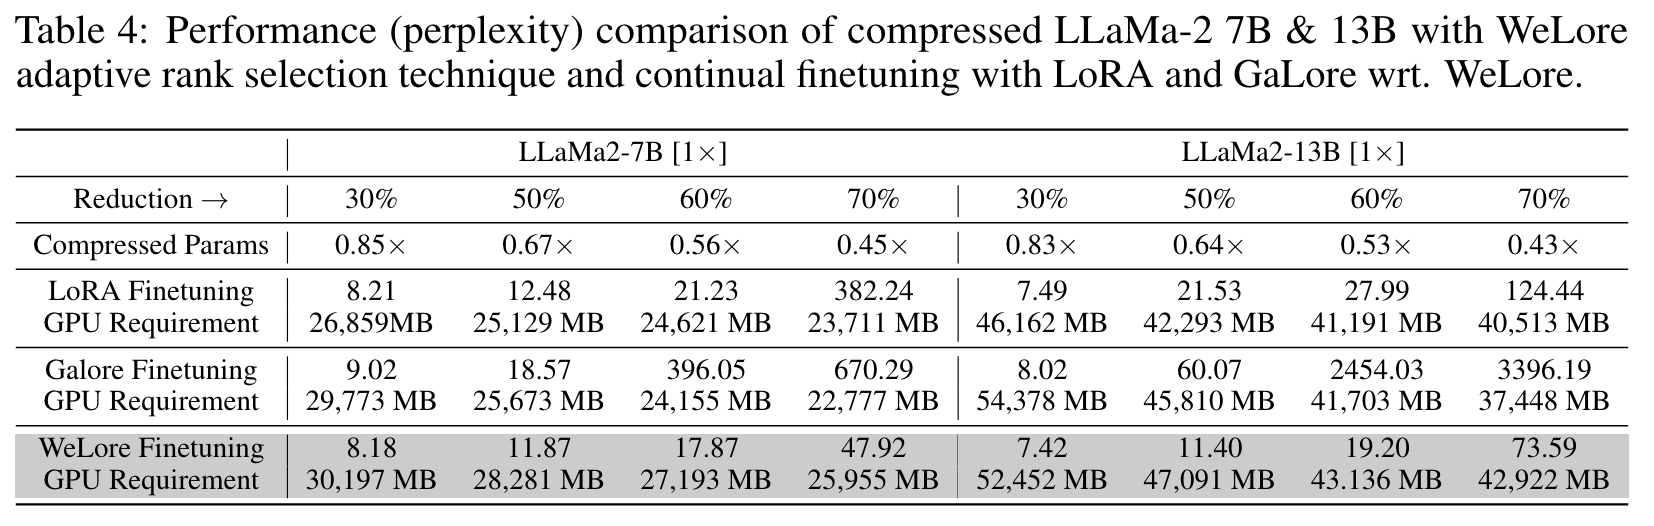 Table 4: Performance (perplexity) comparison of compressed LLaMa-2 7B & 13B with WeLore
adaptive rank selection technique and continual finetuning with LoRA and GaLore wrt. WeLore.
LLaMa2-7B [1×] LLaMa2-13B [1×]
Reduction → 30% 50% 60% 70% 30% 50% 60% 70%
Compressed Params 0.85× 0.67× 0.56× 0.45× 0.83× 0.64× 0.53× 0.43×
LoRA Finetuning 8.21 12.48 21.23 382.24 7.49 21.53 27.99 124.44
GPU Requirement 26,859MB 25,129 MB 24,621 MB 23,711 MB 46,162 MB 42,293 MB 41,191 MB 40,513 MB
Galore Finetuning 9.02 18.57 396.05 670.29 8.02 60.07 2454.03 3396.19
GPU Requirement 29,773 MB 25,673 MB 24,155 MB 22,777 MB 54,378 MB 45,810 MB 41,703 MB 37,448 MB
WeLore Finetuning 8.18 11.87 17.87 47.92 7.42 11.40 19.20 73.59
GPU Requirement 30,197 MB 28,281 MB 27,193 MB 25,955 MB 52,452 MB 47,091 MB 43.136 MB 42,922 MB